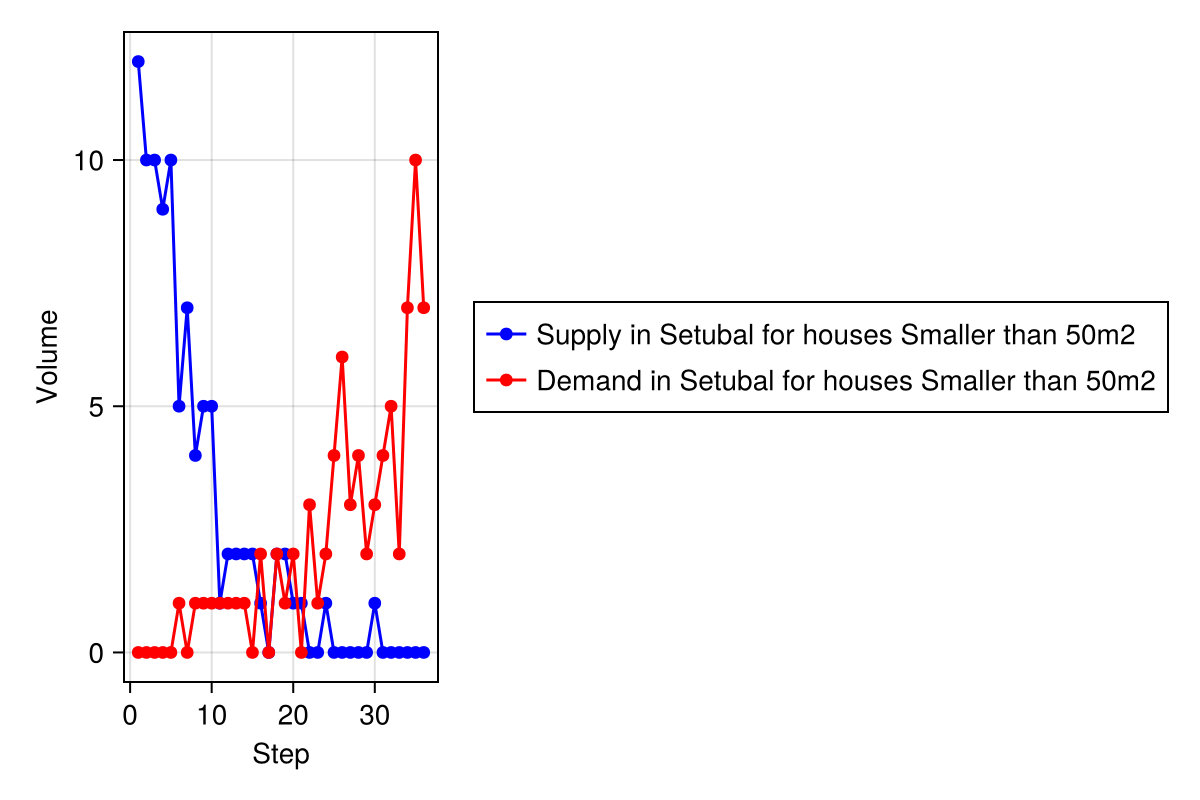 Volume
10
5
0
0 10 20 30
Step
Supply in Setubal for houses Smaller than 50m2
Demand in Setubal for houses Smaller than 50m2